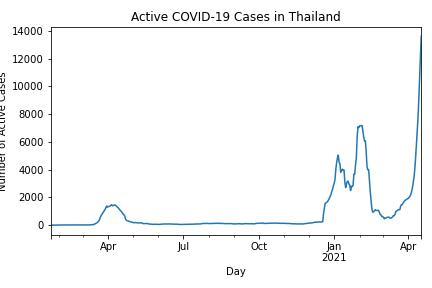 Active COVID-19 Cases in Thailand
Number of Active Cases
14000
12000
10000
8000
6000
4000
2000
0
Apr
Jul
Oct
Jan
2021
Apr
Day